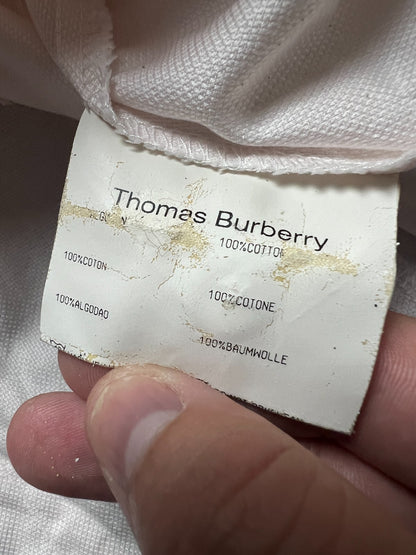 Thomas Burberry
100%COTTON
100%COTON
100%COTONE
100%ALGODAO
100%BAUMWOLLE